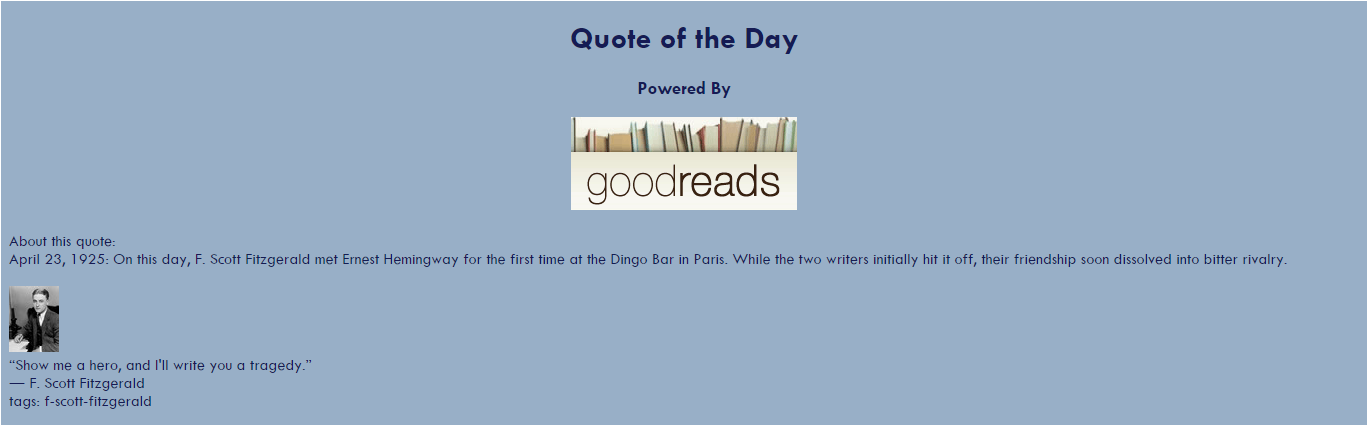 Quote of the Day
Powered By
goodreads
About this quote:
April 23, 1925: On this day, F. Scott Fitzgerald met Ernest Hemingway for the first time at the Dingo Bar in Paris. While the two writers initially hit it off, their friendship soon dissolved into bitter rivalry.
“Show me a hero, and I'll write you a tragedy.”
— F. Scott Fitzgerald
tags: f-scott-fitzgerald